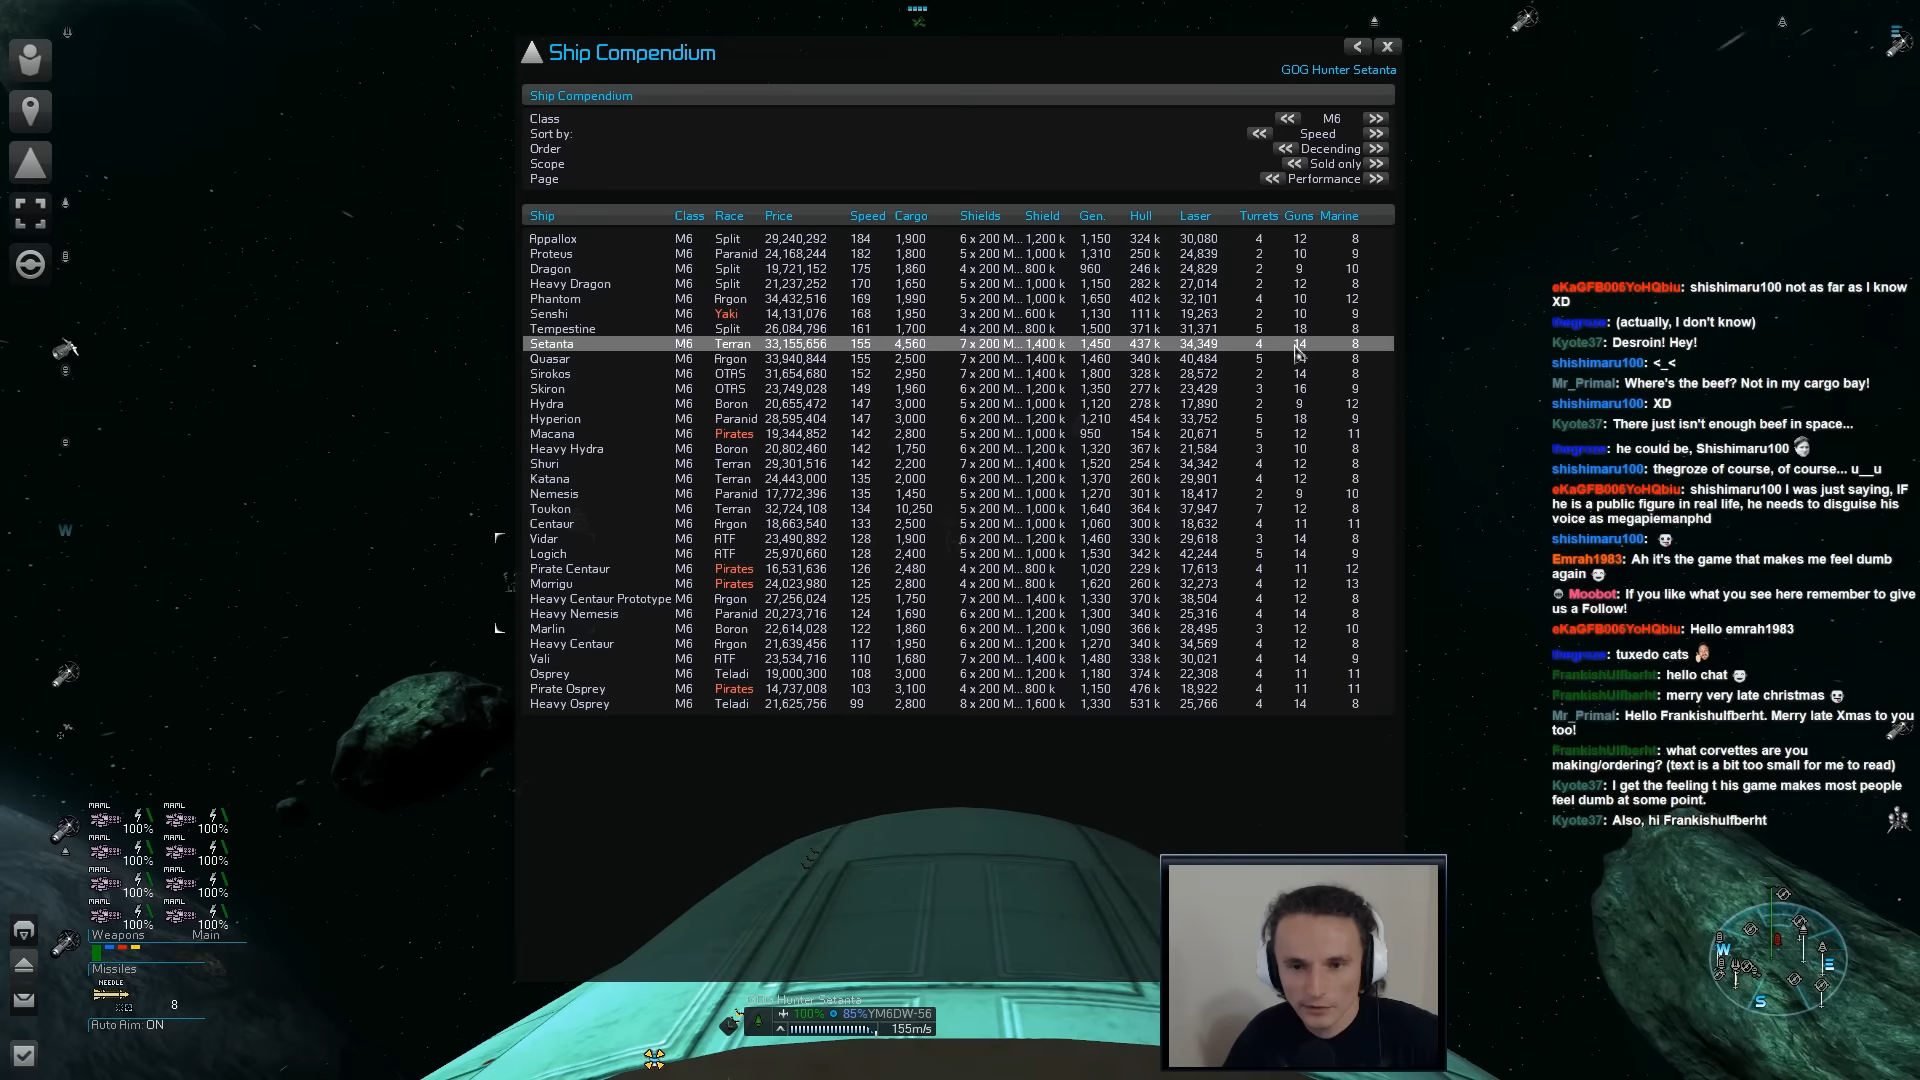 Ship Compendium
GOG Hunter Setanta
Ship Compendium
Class << M6 >>
Sort by: << Speed >>
Order << Decending >>
Scope << Sold only >>
Page << Performance >>
Ship Class Race Price Speed Cargo Shields Shield Gen. Hull Laser Turrets Guns Marine
Appallox M6 Split 29,240,292 184 1,900 6 x 200 M... 1,200 k 1,150 324 k 30,080 4 12 8
Proteus M6 Paranid 24,168,244 182 1,800 5 x 200 M... 1,000 k 1,310 250 k 24,839 2 10 9
Dragon M6 Split 19,721,152 175 1,860 4 x 200 M... 800 k 960 246 k 24,829 2 9 10
Heavy Dragon M6 Split 21,237,252 170 1,650 5 x 200 M... 1,000 k 1,150 282 k 27,014 2 12 8
Phantom M6 Argon 34,432,516 169 1,990 5 x 200 M... 1,000 k 1,650 402 k 32,101 4 10 12
Senshi M6 Yaki 14,131,076 168 1,950 3 x 200 M... 600 k 1,130 111 k 19,263 2 10 9
Tempestine M6 Split 26,084,796 161 1,700 4 x 200 M... 800 k 1,500 371 k 31,371 5 18 8
Setanta M6 Terran 33,155,656 155 4,560 7 x 200 M... 1,400 k 1,450 437 k 34,349 4 14 8
Quasar M6 Argon 33,940,844 155 2,500 7 x 200 M... 1,400 k 1,460 340 k 40,484 5 8
Sirokos M6 OTAS 31,654,680 152 2,950 7 x 200 M... 1,400 k 1,800 328 k 28,572 2 14 8
Skiron M6 OTAS 23,749,028 149 1,960 6 x 200 M... 1,200 k 1,350 277 k 23,429 3 16 9
Hydra M6 Boron 20,655,472 147 3,000 5 x 200 M... 1,000 k 1,120 278 k 17,890 2 9 12
Hyperion M6 Paranid 28,595,404 147 3,000 6 x 200 M... 1,200 k 1,210 454 k 33,752 5 18 9
Macana M6 Pirates 19,344,852 142 2,800 5 x 200 M... 1,000 k 950 154 k 20,671 5 12 11
Heavy Hydra M6 Boron 20,802,460 142 1,750 6 x 200 M... 1,200 k 1,320 367 k 21,584 3 10 8
Shuri M6 Terran 29,301,516 142 2,200 7 x 200 M... 1,400 k 1,520 254 k 34,342 4 12 8
Katana M6 Terran 24,443,000 135 2,000 6 x 200 M... 1,200 k 1,370 260 k 29,901 4 12 8
Nemesis M6 Paranid 17,772,396 135 1,450 5 x 200 M... 1,000 k 1,270 301 k 18,417 2 9 10
Toukon M6 Terran 32,724,108 134 10,250 5 x 200 M... 1,000 k 1,640 364 k 37,947 7 12 8
Centaur M6 Argon 18,663,540 133 2,500 5 x 200 M... 1,000 k 1,060 300 k 18,632 4 11 11
Vidar M6 ATF 23,490,892 128 1,900 6 x 200 M... 1,200 k 1,460 330 k 29,618 3 14 8
Logich M6 ATF 25,970,660 128 2,400 5 x 200 M... 1,000 k 1,530 342 k 42,244 5 14 9
Pirate Centaur M6 Pirates 16,531,636 126 2,480 4 x 200 M... 800 k 1,020 229 k 17,613 4 11 12
Morrigu M6 Pirates 24,023,980 125 2,800 4 x 200 M... 800 k 1,620 260 k 32,273 4 12 13
Heavy Centaur Prototype M6 Argon 27,256,024 125 1,750 7 x 200 M... 1,400 k 1,330 370 k 38,504 4 12 8
Heavy Nemesis M6 Paranid 20,273,716 124 1,690 6 x 200 M... 1,200 k 1,300 340 k 25,316 4 14 8
Marlin M6 Boron 22,614,028 122 1,860 6 x 200 M... 1,200 k 1,090 366 k 28,495 3 12 10
Heavy Centaur M6 Argon 21,639,456 117 1,950 6 x 200 M... 1,200 k 1,270 340 k 34,569 4 12 8
Vali M6 ATF 23,534,716 110 1,680 7 x 200 M... 1,400 k 1,480 338 k 30,021 4 14 9
Osprey M6 Teladi 19,000,300 108 3,000 6 x 200 M... 1,200 k 1,180 374 k 22,308 4 11 11
Pirate Osprey M6 Pirates 14,737,008 103 3,100 4 x 200 M... 800 k 1,150 476 k 18,922 4 11 11
Heavy Osprey M6 Teladi 21,625,756 99 2,800 8 x 200 M... 1,600 k 1,330 531 k 25,766 4 14 8
eKaGFB006YoHQbiu: shishimaru100 not as far as I know
XD
thegroze: (actually, I don't know)
Kyote37: Desroin! Hey!
shishimaru100: <_<
Mr_Primal: Where's the beef? Not in my cargo bay!
shishimaru100: XD
Kyote37: There just isn't enough beef in space...
thegroze: he could be, Shishimaru100
shishimaru100: thegroze of course, of course... u__u
eKaGFB006YoHQbiu: shishimaru100 I was just saying, IF
he is a public figure in real life, he needs to disguise his
voice as megapiemanphd
shishimaru100:
Emrah1983: Ah it's the game that makes me feel dumb
again
Moobot: If you like what you see here remember to give
us a Follow!
eKaGFB006YoHQbiu: Hello emrah1983
thegroze: tuxedo cats
FrankishUlfberht: hello chat
FrankishUlfberht: merry very late christmas
Mr_Primal: Hello Frankishulfberht. Merry late Xmas to you
too!
FrankishUlfberht: what corvettes are you
making/ordering? (text is a bit too small for me to read)
Kyote37: I get the feeling t his game makes most people
feel dumb at some point.
Kyote37: Also, hi Frankishulfberht
W
MAML MAML
100% 100%
MAML MAML
100% 100%
MAML MAML
100% 100%
MAML MAML
100% 100%
Weapons Main
Missiles
NEEDLE
8
Auto Aim: ON
GOG Hunter Setanta
100% 85% YM6DW-56
155m/s
W
E
S